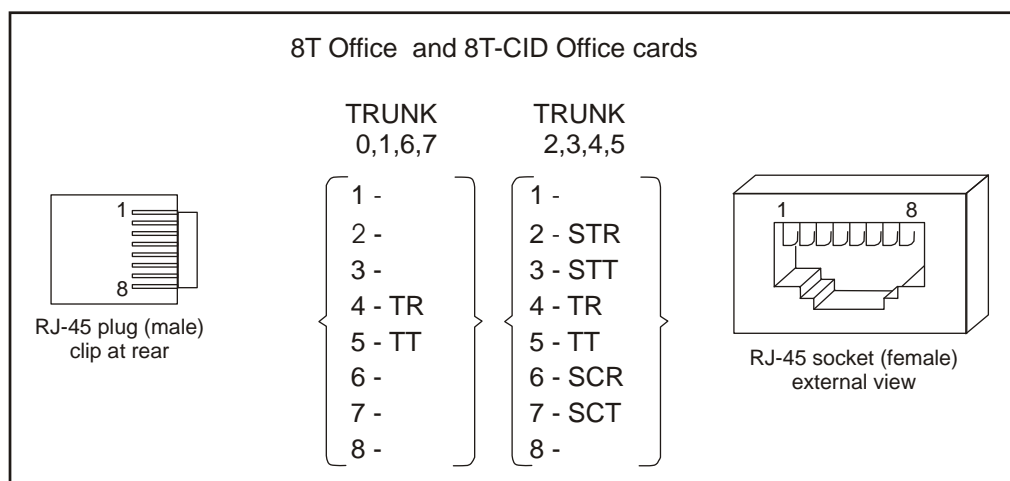 8T Office and 8T-CID Office cards
TRUNK
0,1,6,7
1 -
2 -
3 -
4 - TR
5 - TT
6 -
7 -
8 -
TRUNK
2,3,4,5
1 -
2 - STR
3 - STT
4 - TR
5 - TT
6 - SCR
7 - SCT
8 -
1
8
RJ-45 plug (male)
clip at rear
1 8
RJ-45 socket (female)
external view